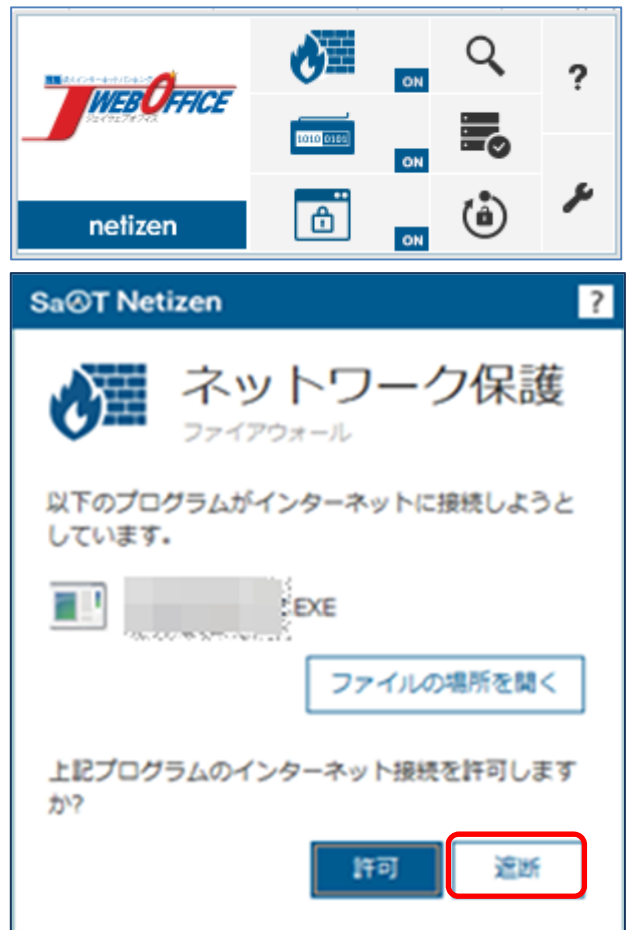 JWEBOFFICE
ジェイウェブオフィス
netizen
ON
1010 0101
ON
ON
?
Sa@T Netizen
?
ネットワーク保護
ファイアウォール
以下のプログラムがインターネットに接続しようと
しています。
.EXE
ファイルの場所を開く
上記プログラムのインターネット接続を許可します
か?
許可
遮断